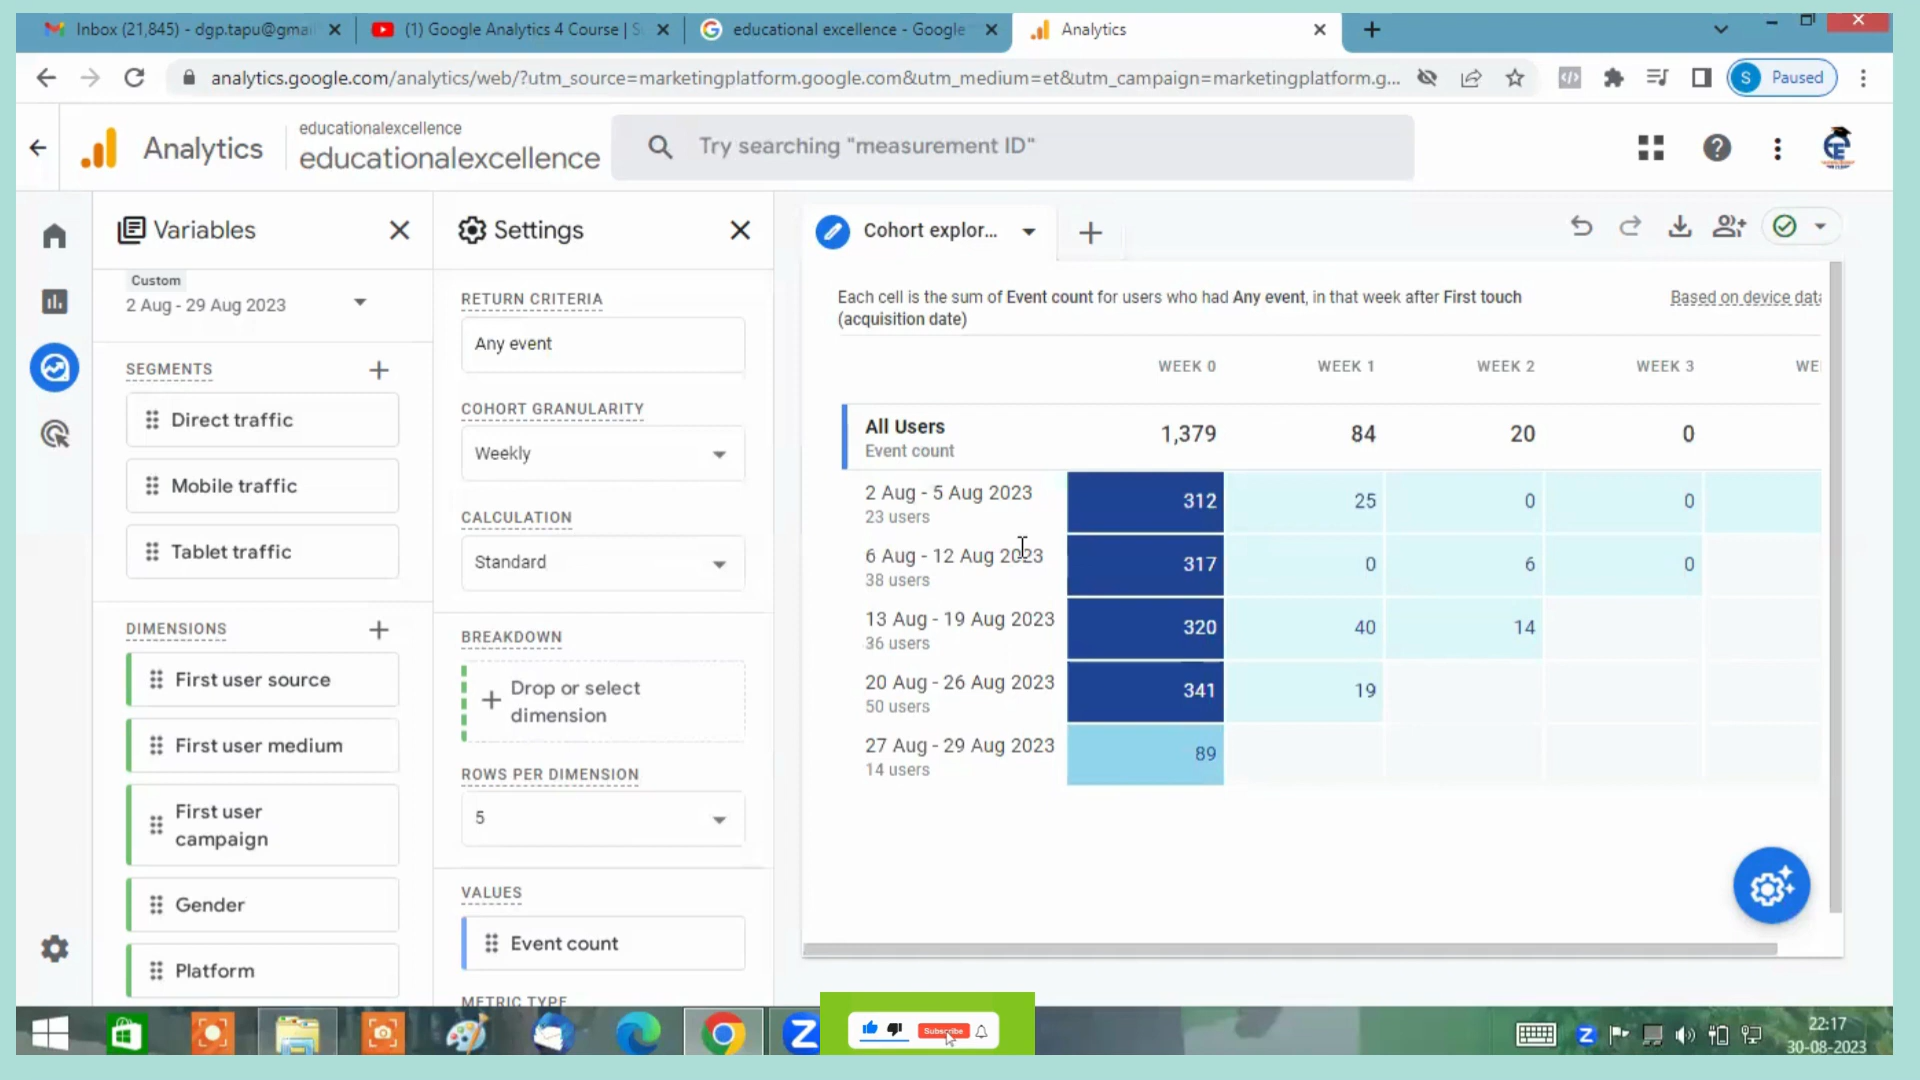 Inbox (21,845) - dgp.tapu@gmai
(1) Google Analytics 4 Course | S
educational excellence - Google
Analytics
analytics.google.com/analytics/web/?utm_source=marketingplatform.google.com&utm_medium=et&utm_campaign=marketingplatform.g...
S Paused
Analytics
educationalexcellence
educationalexcellence
Try searching "measurement ID"
Variables
Custom
2 Aug - 29 Aug 2023
SEGMENTS
Direct traffic
Mobile traffic
Tablet traffic
DIMENSIONS
First user source
First user medium
First user
campaign
Gender
Platform
Settings
RETURN CRITERIA
Any event
COHORT GRANULARITY
Weekly
CALCULATION
Standard
BREAKDOWN
Drop or select
dimension
ROWS PER DIMENSION
5
VALUES
Event count
METRIC TYPE
Cohort explor...
Each cell is the sum of Event count for users who had Any event, in that week after First touch
(acquisition date)
Based on device data
WEEK 0 WEEK 1 WEEK 2 WEEK 3 WE
All Users 1,379 84 20 0
Event count
2 Aug - 5 Aug 2023 312 25 0 0
23 users
6 Aug - 12 Aug 2023 317 0 6 0
38 users
13 Aug - 19 Aug 2023 320 40 14
36 users
20 Aug - 26 Aug 2023 341 19
50 users
27 Aug - 29 Aug 2023 89
14 users
Subscribe
22:17
30-08-2023